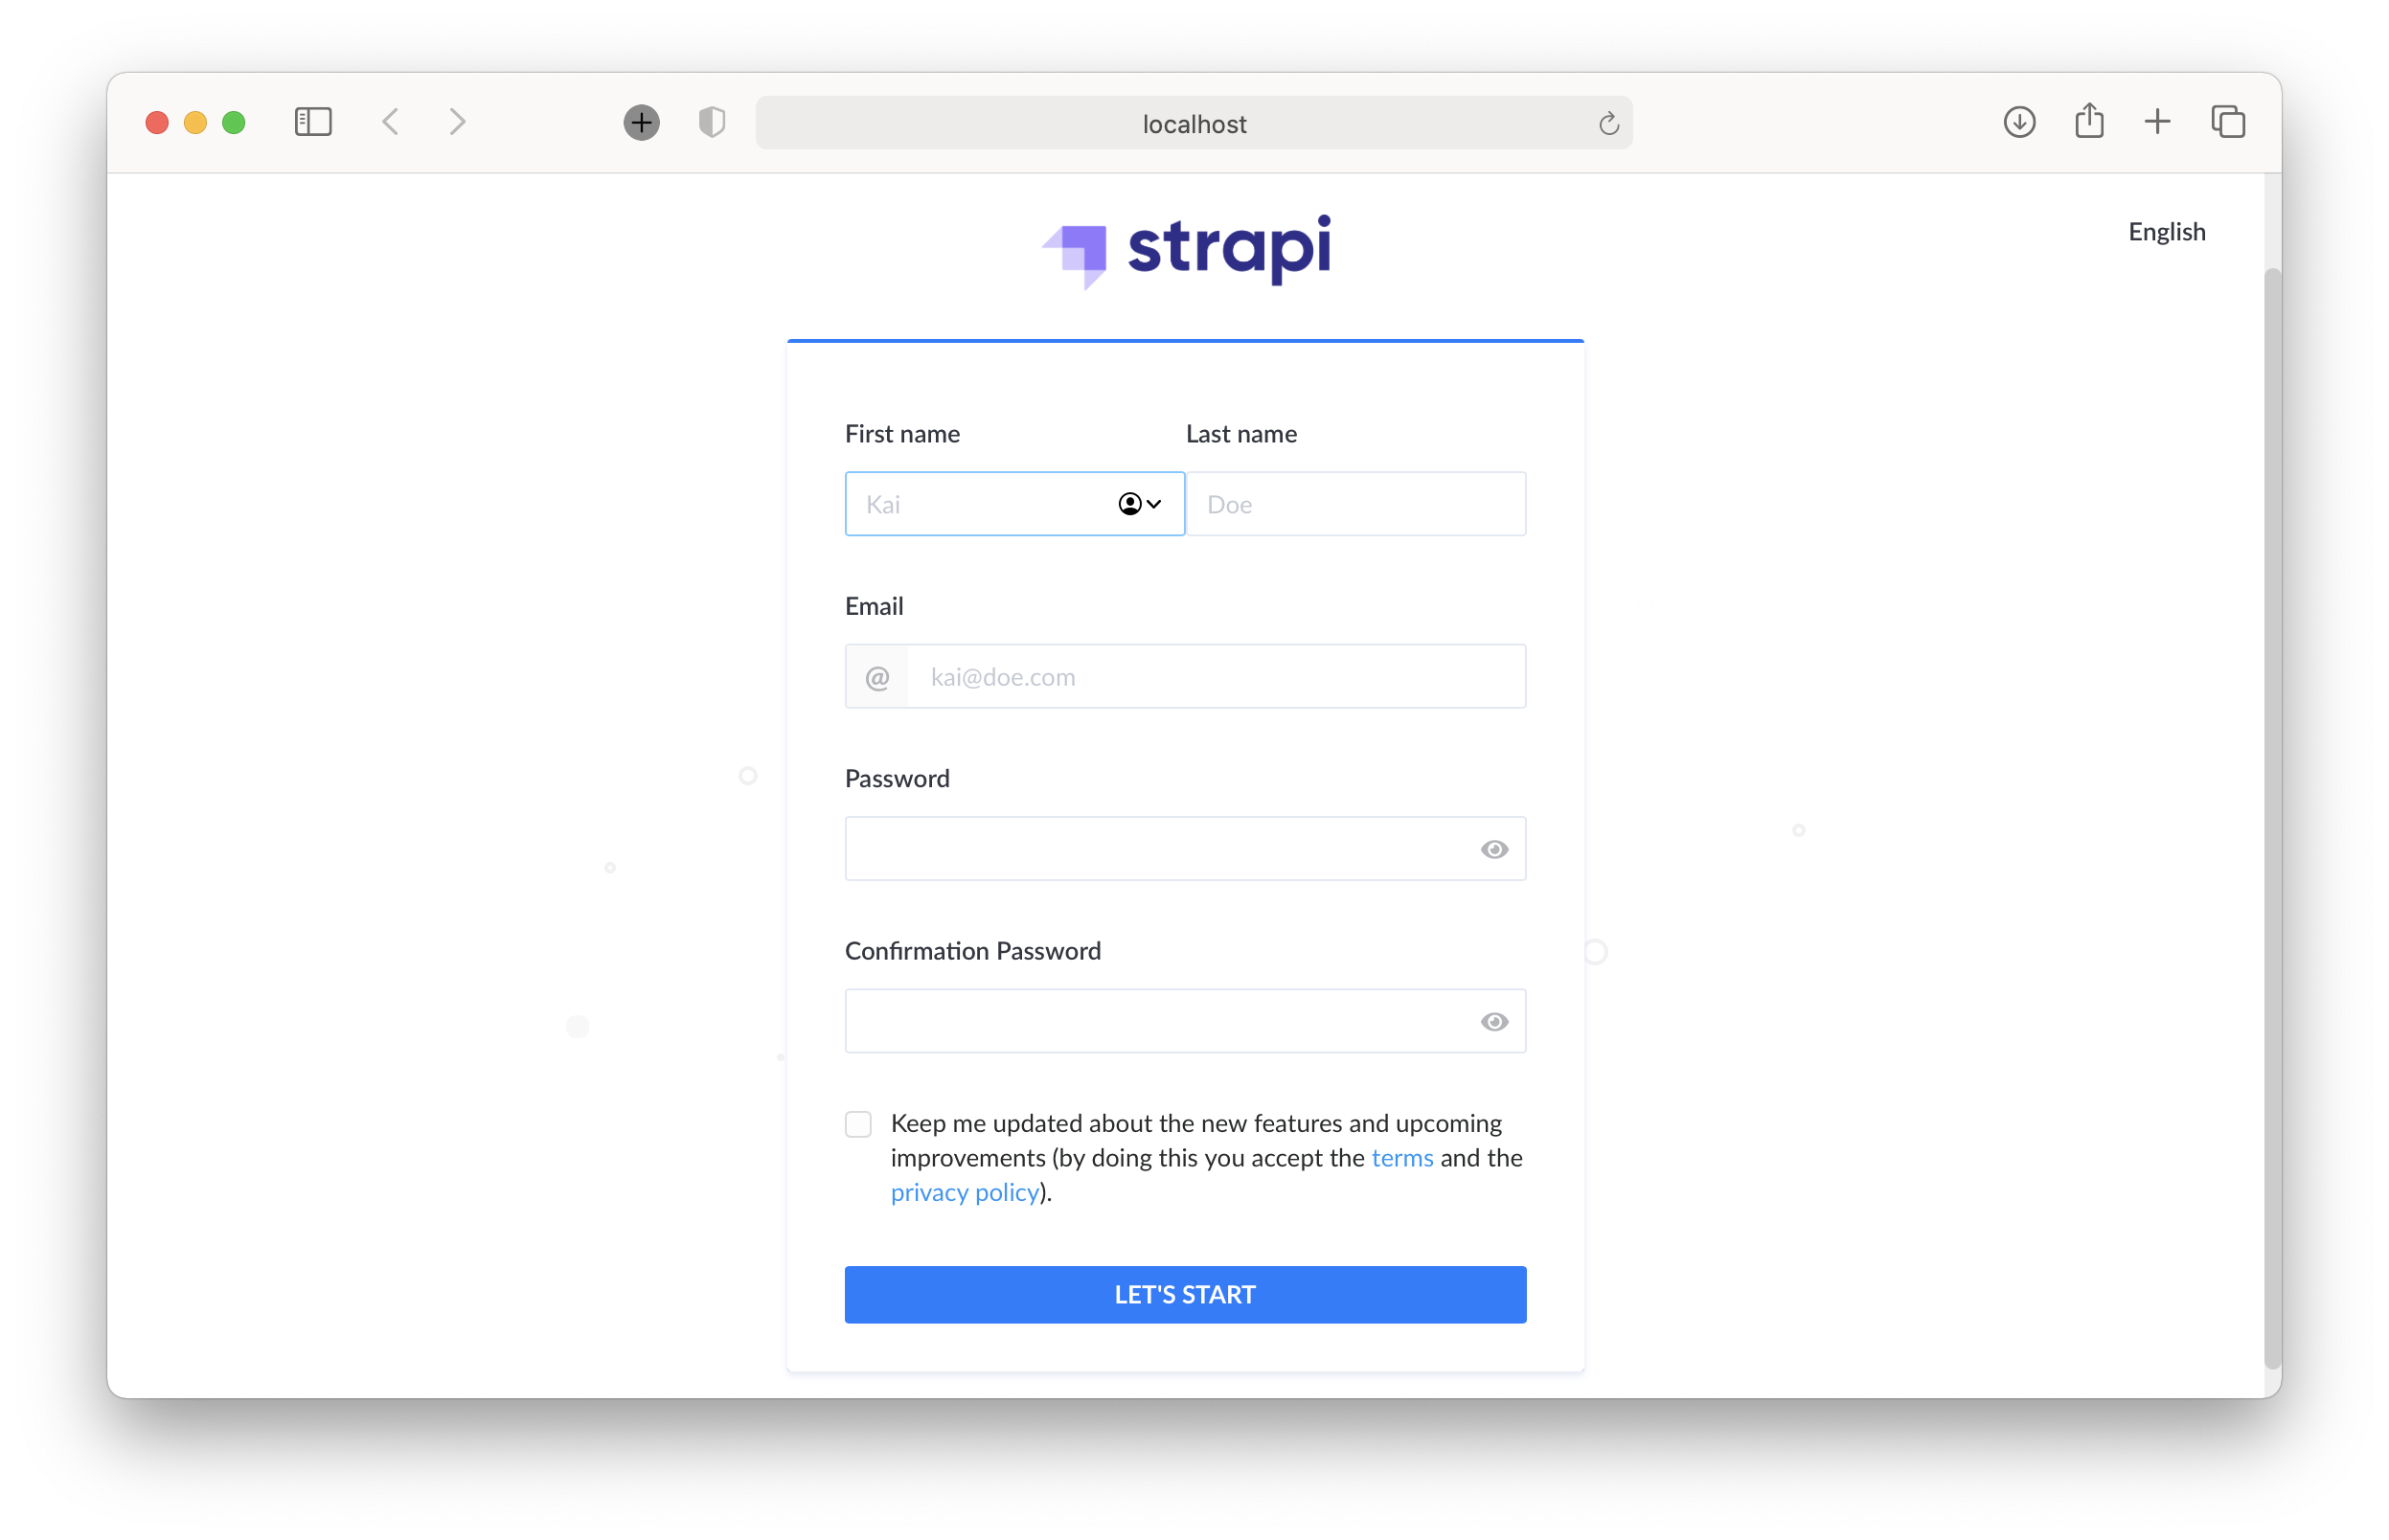 localhost
strapi
English
First name
Last name
Kai
Doe
Email
@
kai@doe.com
Password
Confirmation Password
Keep me updated about the new features and upcoming
improvements (by doing this you accept the terms and the
privacy policy).
LET'S START